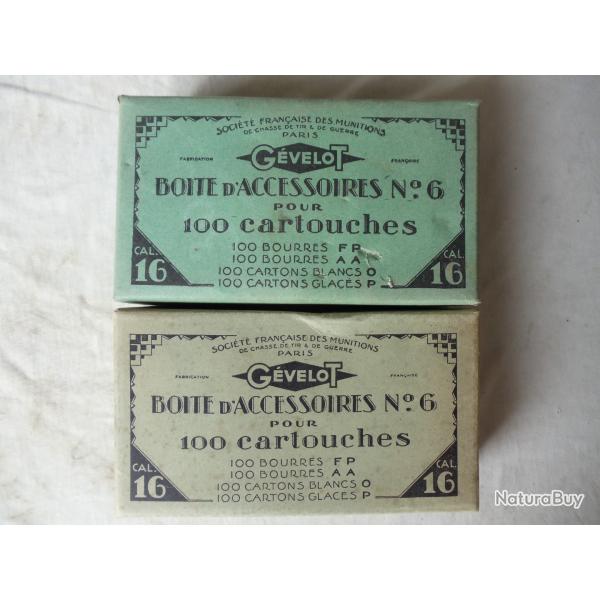 SOCIÉTÉ FRANÇAISE DES MUNITIONS
DE CHASSE DE TIR & DE GUERRE
PARIS
FABRICATION GÉVELOT FRANÇAISE
BOITE D'ACCESSOIRES No 6
POUR
100 cartouches
100 BOURRES FP
100 BOURRES AA
100 CARTONS BLANCS O
100 CARTONS GLACÉS P
CAL. 16
CAL. 16
SOCIÉTÉ FRANÇAISE DES MUNITIONS
DE CHASSE DE TIR & DE GUERRE
PARIS
FABRICATION GÉVELOT FRANÇAISE
BOITE D'ACCESSOIRES No 6
POUR
100 cartouches
100 BOURRES FP
100 BOURRES AA
100 CARTONS BLANCS O
100 CARTONS GLACÉS P
CAL. 16
CAL. 16
NaturaBuy